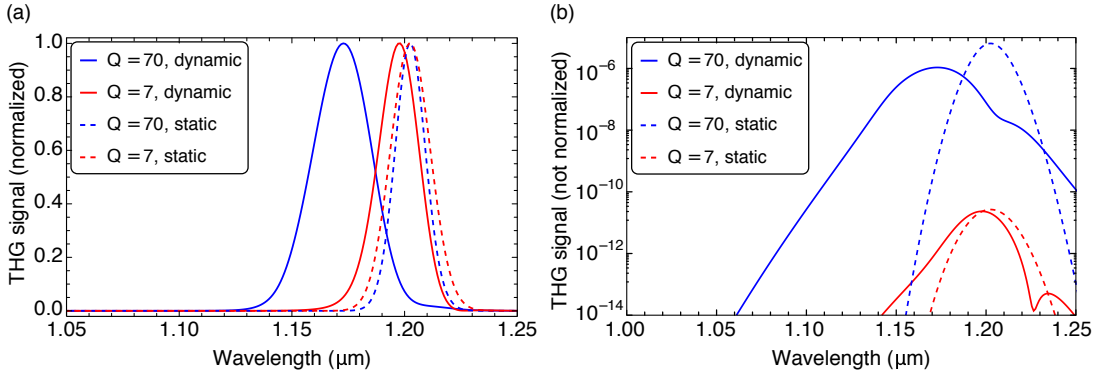 (a)
THG signal (normalized)
1.0
0.8
0.6
0.4
0.2
0.0
Q = 70, dynamic
Q = 7, dynamic
Q = 70, static
Q = 7, static
1.05 1.10 1.15 1.20 1.25
Wavelength (μm)
(b)
THG signal (not normalized)
10⁻⁶
10⁻⁸
10⁻¹⁰
10⁻¹²
10⁻¹⁴
Q = 70, dynamic
Q = 7, dynamic
Q = 70, static
Q = 7, static
1.00 1.05 1.10 1.15 1.20 1.25
Wavelength (μm)